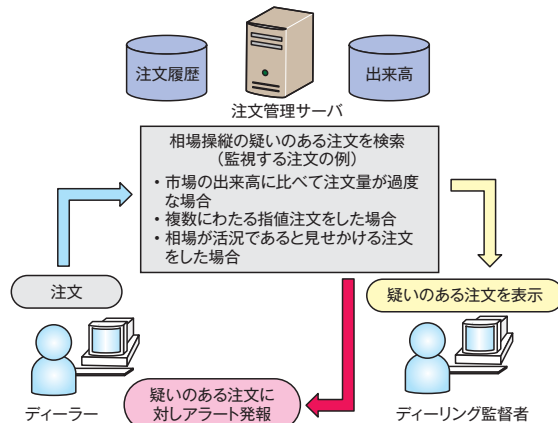 注文履歴
出来高
注文管理サーバ
相場操縦の疑いのある注文を検索
(監視する注文の例)
・市場の出来高に比べて注文量が過度
な場合
・複数にわたる指値注文をした場合
・相場が活況であると見せかける注文
をした場合
注文
疑いのある注文を表示
ディーラー
疑いのある注文に
対しアラート発報
ディーリング監督者